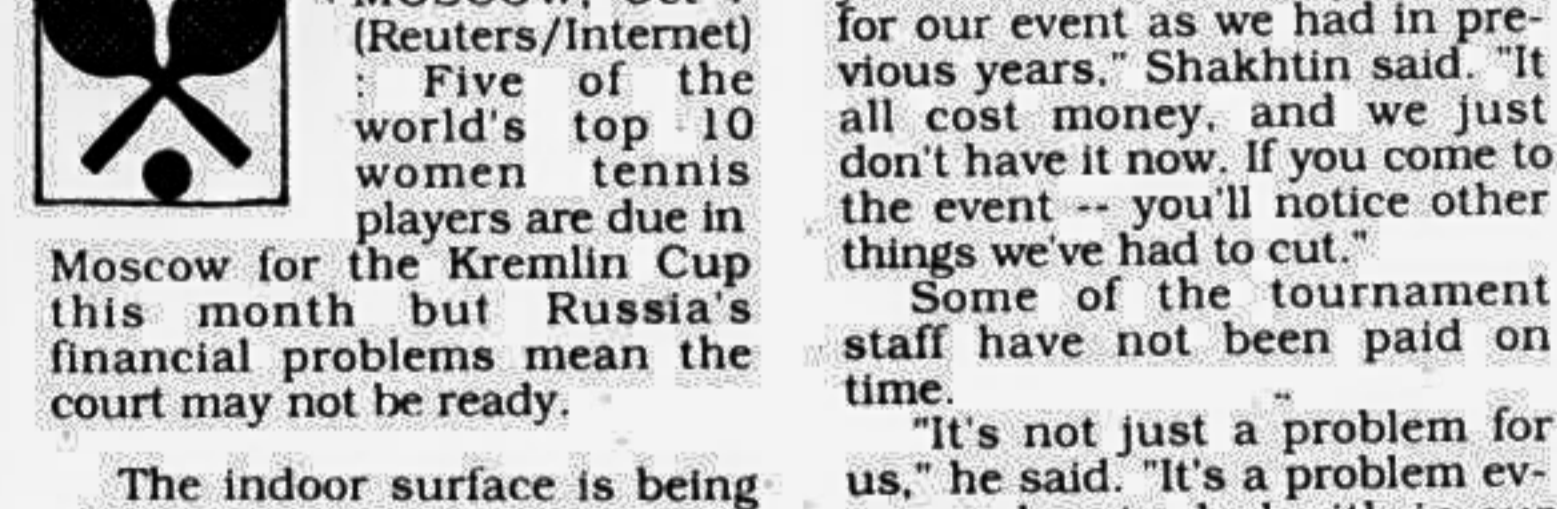 (Reuters/Internet)
: Five of the
world's top 10
women tennis
players are due in
Moscow for the Kremlin Cup
this month but Russia's
financial problems mean the
court may not be ready.
The indoor surface is being
for our event as we had in pre-
vious years," Shakhtin said. "It
all cost money, and we just
don't have it now. If you come to
the event -- you'll notice other
things we've had to cut."
Some of the tournament
staff have not been paid on
time.
"It's not just a problem for
us," he said. "It's a problem ev-